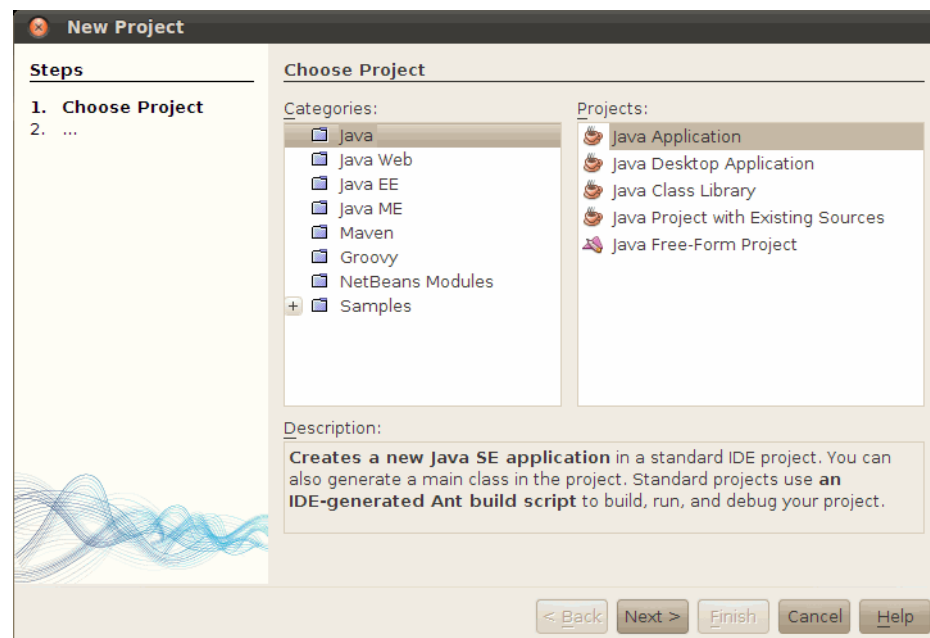 New Project
Steps
1. Choose Project
2. ...
Choose Project
Categories:
Java
Java Web
Java EE
Java ME
Maven
Groovy
NetBeans Modules
+ Samples
Projects:
Java Application
Java Desktop Application
Java Class Library
Java Project with Existing Sources
Java Free-Form Project
Description:
Creates a new Java SE application in a standard IDE project. You can
also generate a main class in the project. Standard projects use an
IDE-generated Ant build script to build, run, and debug your project.
< Back Next > Finish Cancel Help